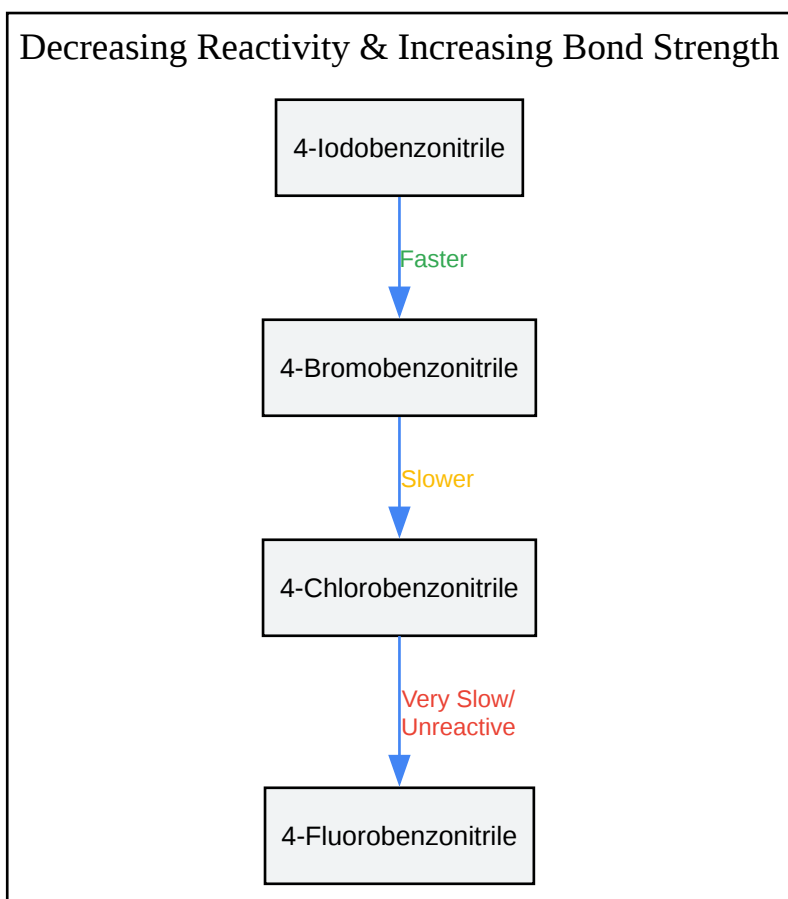 Decreasing Reactivity & Increasing Bond Strength
4-Iodobenzonitrile
Faster
4-Bromobenzonitrile
Slower
4-Chlorobenzonitrile
Very Slow/
Unreactive
4-Fluorobenzonitrile